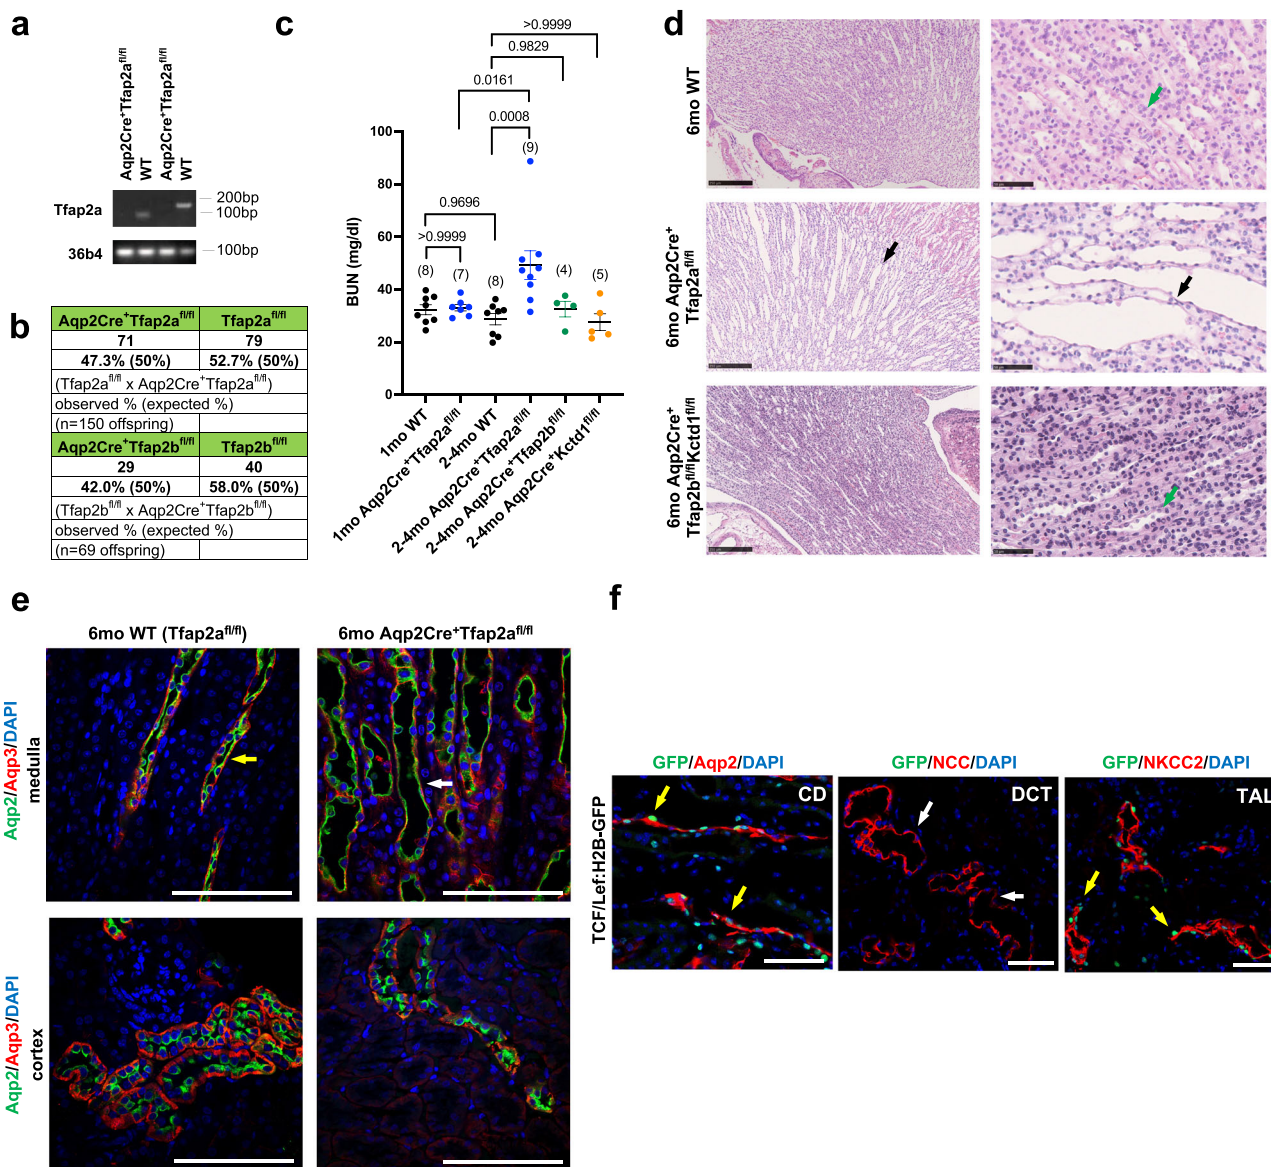 a
Aqp2Cre+Tfap2afl/fl
WT
Aqp2Cre+Tfap2afl/fl
WT
Tfap2a
200bp
100bp
36b4
100bp
b
Aqp2Cre+Tfap2afl/fl Tfap2afl/fl
71 79
47.3% (50%) 52.7% (50%)
(Tfap2afl/fl x Aqp2Cre+Tfap2afl/fl)
observed % (expected %)
(n=150 offspring)
Aqp2Cre+Tfap2bfl/fl Tfap2bfl/fl
29 40
42.0% (50%) 58.0% (50%)
(Tfap2bfl/fl x Aqp2Cre+Tfap2bfl/fl)
observed % (expected %)
(n=69 offspring)
c
>0.9999
0.9829
0.0161
0.0008
0.9696
>0.9999
(8) (7) (8) (9) (4) (5)
BUN (mg/dl)
100
80
60
40
20
0
1mo WT
1mo Aqp2Cre+Tfap2afl/fl
2-4mo WT
2-4mo Aqp2Cre+Tfap2afl/fl
2-4mo Aqp2Cre+Tfap2bfl/fl
2-4mo Aqp2Cre+Kctd1fl/fl
d
6mo WT
6mo Aqp2Cre+
Tfap2afl/fl
6mo Aqp2Cre+
Tfap2bfl/flKctd1fl/fl
e
6mo WT (Tfap2afl/fl) 6mo Aqp2Cre+Tfap2afl/fl
Aqp2/Aqp3/DAPI
medulla
Aqp2/Aqp3/DAPI
cortex
f
GFP/Aqp2/DAPI GFP/NCC/DAPI GFP/NKCC2/DAPI
TCF/Lef:H2B-GFP
CD DCT TAL